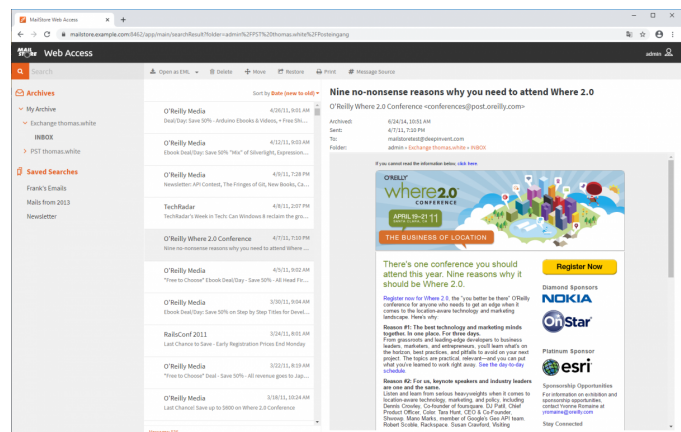 MailStore Web Access
mailstore.example.com:8462/app/main/searchResult?folder=admin%2FPST%20thomas.white%2FPosteingang
MAIL STORE Web Access
admin
Search
Open as EML
Delete
Move
Restore
Print
Message Source
Archives
My Archive
Exchange thomas.white
INBOX
PST thomas.white
Saved Searches
Frank's Emails
Mails from 2013
Newsletter
Sort by Date (new to old)
O'Reilly Media 4/20/11, 9:01 AM
Deal/Day: Save 50% - Arduino Ebooks & Videos, + Free Shi...
O'Reilly Media 4/12/11, 9:03 AM
Ebook Deal/Day: Save 50% "Mix" of Silverlight, Expression...
O'Reilly Media 4/9/11, 7:28 PM
Newsletter: API Contest, The Fringes of Git, New Books, Ca...
TechRadar 4/8/11, 2:07 PM
TechRadar's Week in Tech: Can Windows 8 reclaim the gro...
O'Reilly Where 2.0 Conference 4/7/11, 7:10 PM
Nine no-nonsense reasons why you need to attend Where ...
O'Reilly Media 4/5/11, 9:02 AM
"Free to Choose" Ebook Deal/Day - Save 50% - All Head Fir...
O'Reilly Media 3/30/11, 9:04 AM
Ebook Deal/Day: Save 50% on Step by Step Titles for Devel...
RailsConf 2011 3/24/11, 8:01 AM
Last Chance to Save - Early Registration Prices End Monday
O'Reilly Media 3/22/11, 8:19 AM
"Free to Choose" Deal - Save 50% - All revenue goes to Jap...
O'Reilly Media 3/18/11, 10:24 AM
Last Chance! Save up to $600 on Where 2.0 Conference
Nine no-nonsense reasons why you need to attend Where 2.0
O'Reilly Where 2.0 Conference <conferences@post.oreilly.com>
Archived: 6/24/14, 10:51 AM
Sent: 4/7/11, 7:10 PM
To: mailstoretest@deepinvent.com
Folder: admin › Exchange thomas.white › INBOX
If you cannot read the information below, click here.
O'REILLY
where 2.0
CONFERENCE
APRIL 19–21 11
THE BUSINESS OF LOCATION
There's one conference you should
attend this year. Nine reasons why it
should be Where 2.0.
Register now for Where 2.0, the "you better be there" O'Reilly
conference for anyone who needs to get an edge when it
comes to the location-aware technology and marketing
landscape. Here's why:
Reason #1: The best technology and marketing minds
together. In one place. For three days.
From grassroots and leading-edge developers to business
leaders, marketers, and entrepreneurs, you'll learn what's on
the horizon, best practices, and pitfalls to avoid on your next
project. The topics are practical, relevant—and you can put
what you've learned to work right away. See the day-to-day
schedule.
Reason #2: For us, keynote speakers and industry leaders
are one and the same.
Listen and learn from serious heavyweights when it comes to
location-aware technology, marketing, and policy, including
Dennis Crowley, Co-founder of foursquare, DJ Patil, Chief
Product Officer, Color, Tara Hunt, CEO & Co-Founder,
Shwowp, Mano Marks, member of Google's Geo API team,
Robert Scoble, Rackspace, Susan Crawford, Visiting
Register Now
Diamond Sponsors
NOKIA
OnStar
Platinum Sponsor
esri
Sponsorship Opportunities
For information on exhibition and
sponsorship opportunities,
contact Yvonne Romaine at
yromaine@oreilly.com
Stay Connected